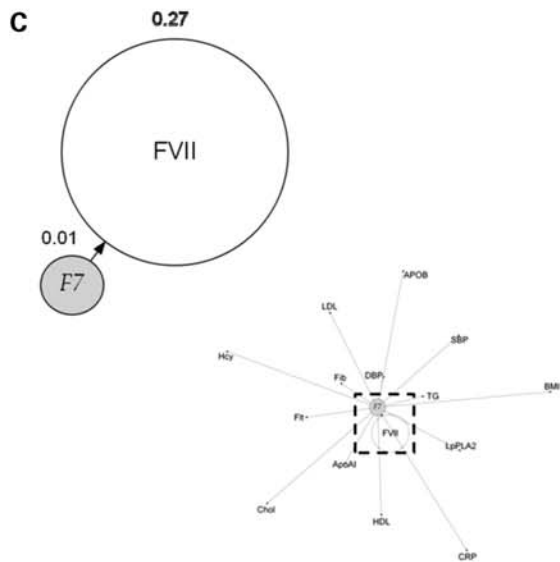 C
0.27
FVII
0.01
F7
APOB
LDL
SBP
Hcy
Fib
DBP
BMI
TG
F7
Flt
FVII
LpPLA2
ApoAI
Chol
HDL
CRP